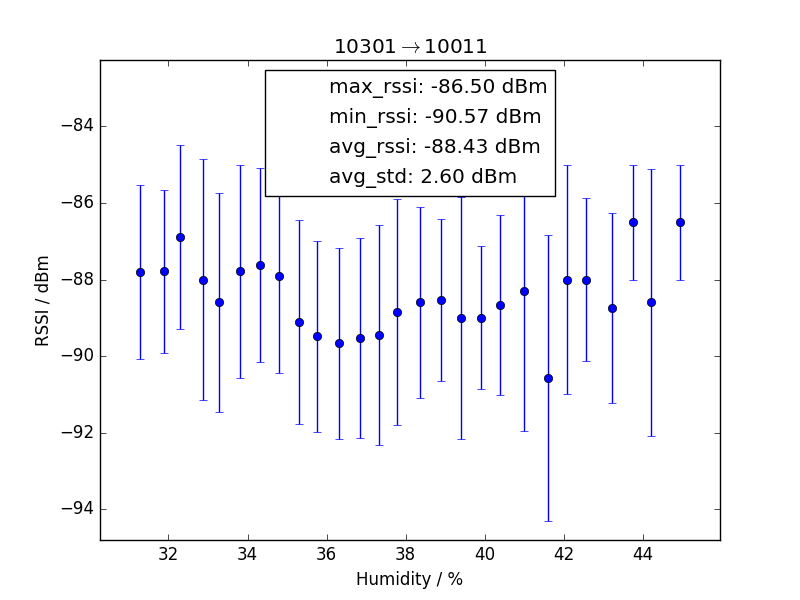 10301→10011
max_rssi: -86.50 dBm
min_rssi: -90.57 dBm
avg_rssi: -88.43 dBm
avg_std: 2.60 dBm
−84
−86
−88
−90
−92
−94
RSSI / dBm
32 34 36 38 40 42 44
Humidity / %